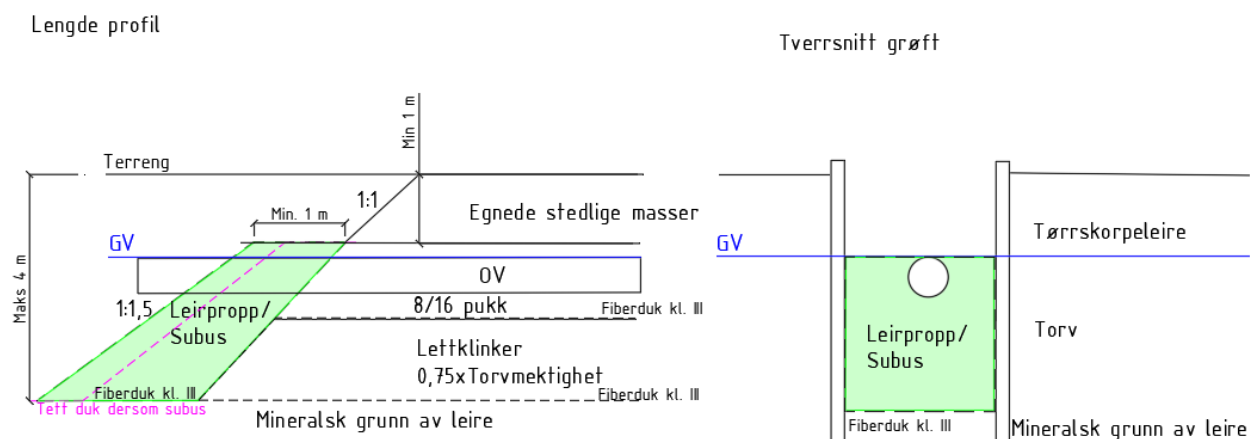 Lengde profil
Tverrsnitt grøft
Min 1 m
Terreng
1:1
Min. 1 m
Egnede stedlige masser
GV
OV
Maks 4 m
1:1,5
Leirpropp/
Subus
8/16 pukk
Fiberduk kl. III
Lettklinker
0,75xTorvmektighet
Fiberduk kl. III
Fiberduk kl. III
Tett duk dersom subus
Mineralsk grunn av leire
GV
Tørrskorpeleire
Leirpropp/
Subus
Torv
Fiberduk kl. III
Mineralsk grunn av leire